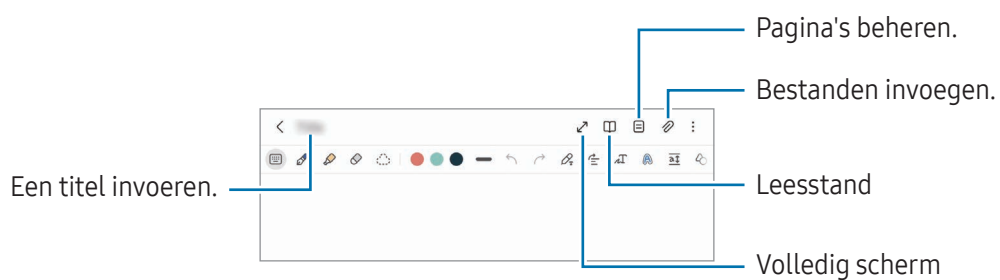 Pagina's beheren.
Bestanden invoegen.
Een titel invoeren.
Leesstand
Volledig scherm